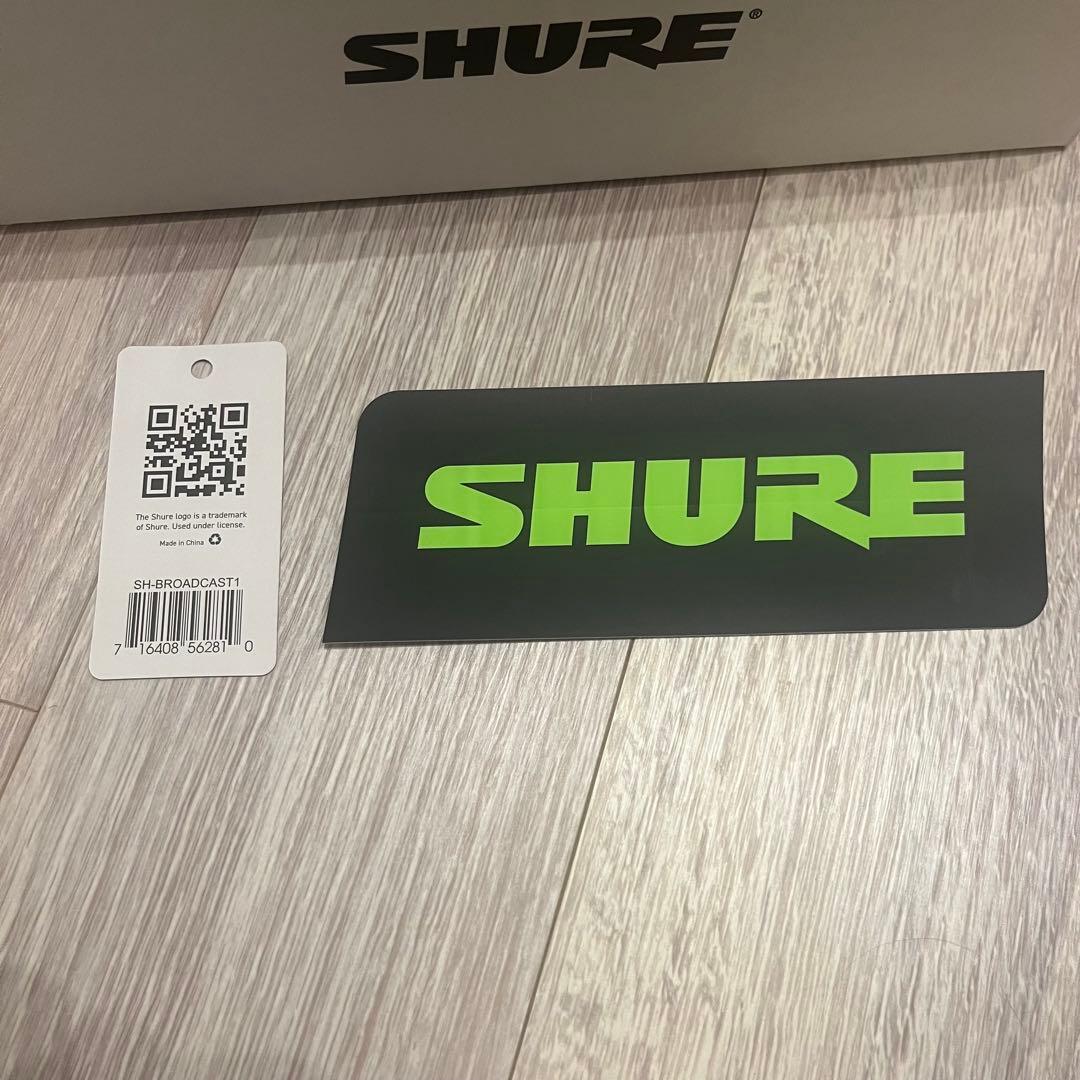 SHURE®
The Shure logo is a trademark
of Shure. Used under license.
Made in China
SH-BROADCAST1
7 16408 56281 0
SHURE